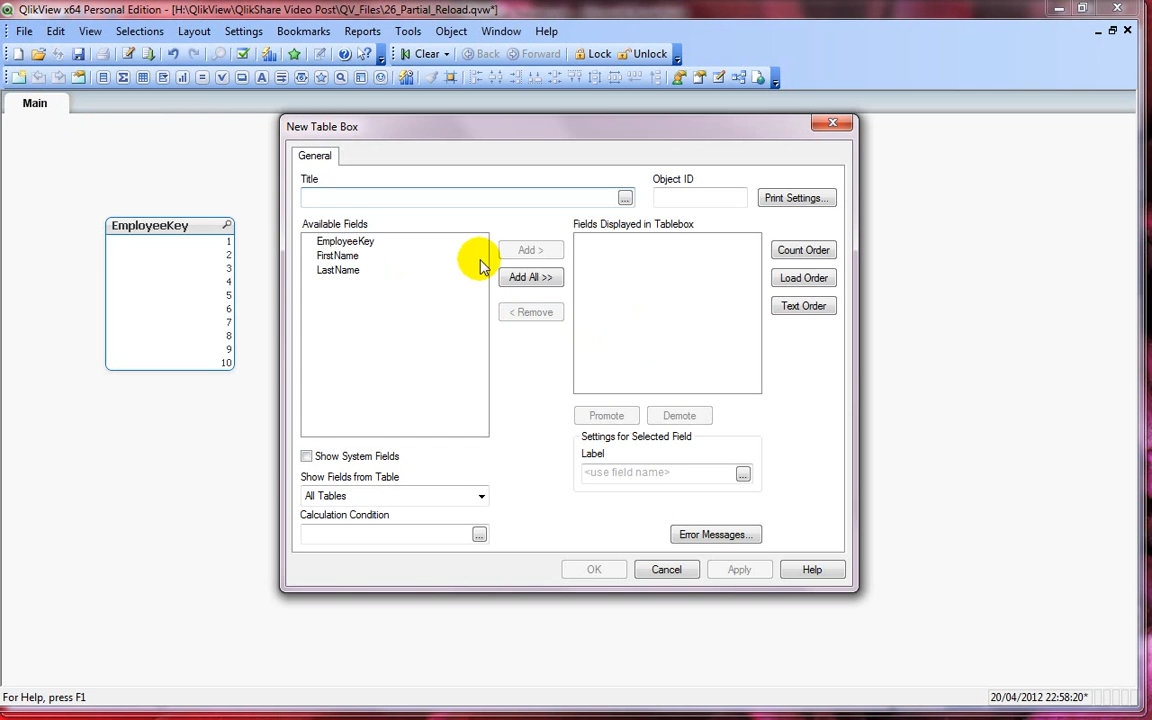 QlikView x64 Personal Edition - [H:\QlikView\QlikShare Video Post\QV_Files\26_Partial_Reload.qvw*]
File Edit View Selections Layout Settings Bookmarks Reports Tools Object Window Help
Clear Back Forward Lock Unlock
Main
New Table Box
General
Title Object ID
... Print Settings...
Available Fields Fields Displayed in Tablebox
EmployeeKey
FirstName
LastName
Add >
Add All >>
< Remove
Count Order
Load Order
Text Order
Promote Demote
Settings for Selected Field
Label
<use field name> ...
Show System Fields
Show Fields from Table
All Tables
Calculation Condition
...
Error Messages...
OK Cancel Apply Help
EmployeeKey
1
2
3
4
5
6
7
8
9
10
For Help, press F1 20/04/2012 22:58:20*